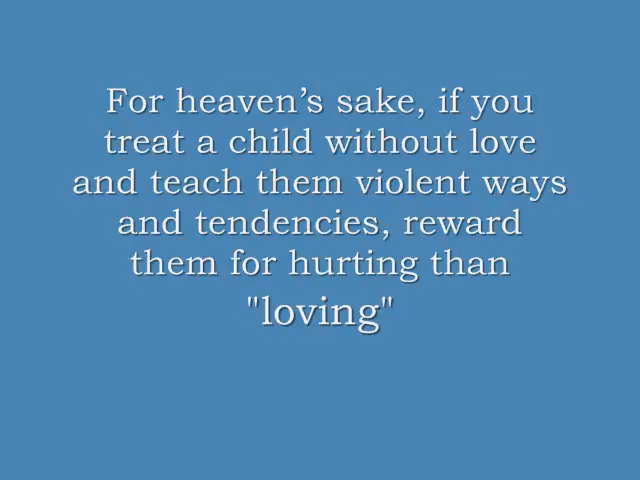 For heaven’s sake, if you
treat a child without love
and teach them violent ways
and tendencies, reward
them for hurting than
"loving"